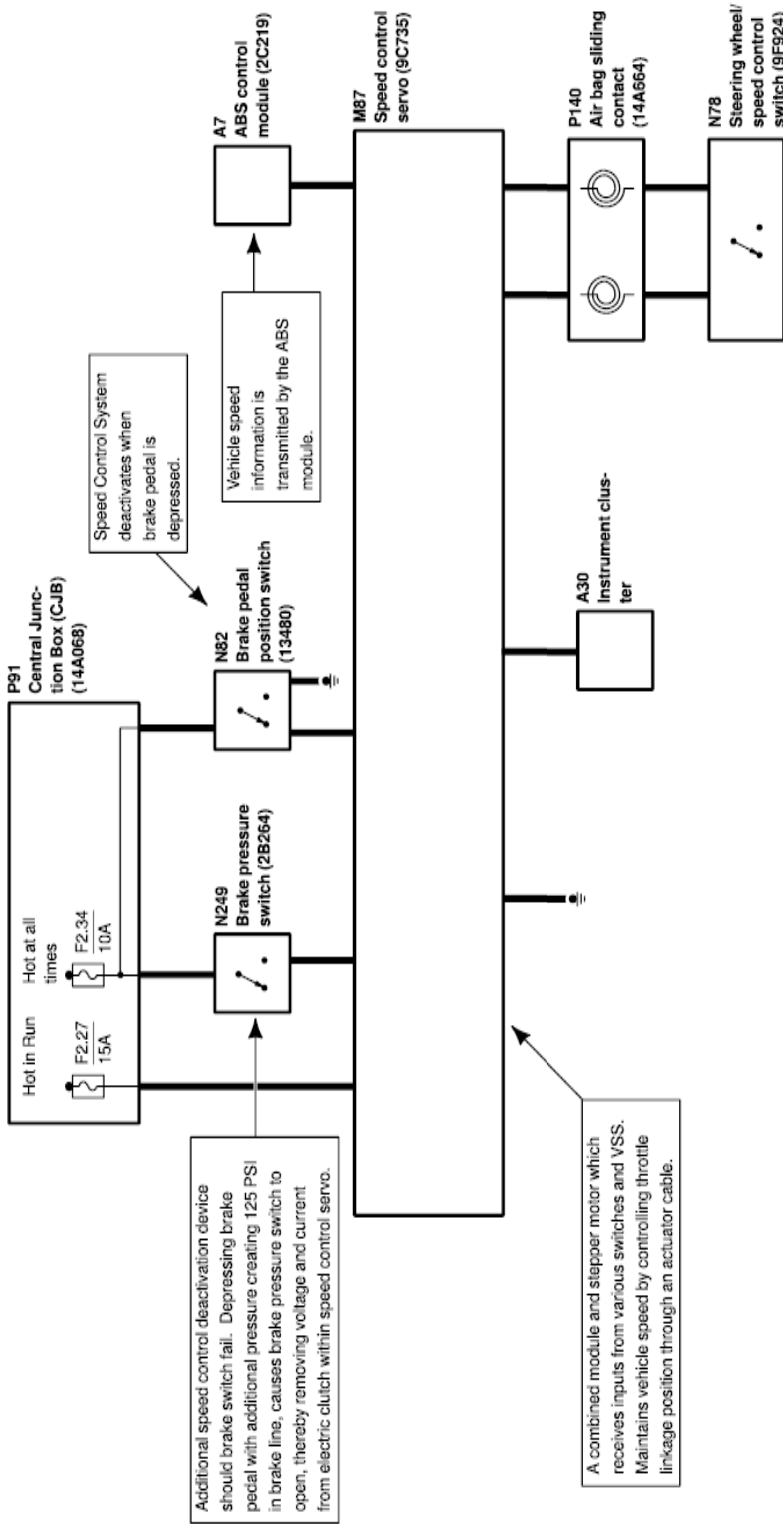 P91
Central Junc-
tion Box (CJB)
(14A068)
Hot in Run
Hot at all
times
F2.27
15A
F2.34
10A
Speed Control System
deactivates when
brake pedal is
depressed.
A7
ABS control
module (2C219)
Vehicle speed
information is
transmitted by the ABS
module.
N82
Brake pedal
position switch
(13480)
N249
Brake pressure
switch (2B264)
Additional speed control deactivation device
should brake switch fail. Depressing brake
pedal with additional pressure creating 125 PSI
in brake line, causes brake pressure switch to
open, thereby removing voltage and current
from electric clutch within speed control servo.
M87
Speed control
servo (9C735)
A combined module and stepper motor which
receives inputs from various switches and VSS.
Maintains vehicle speed by controlling throttle
linkage position through an actuator cable.
A30
Instrument clus-
ter
P140
Air bag sliding
contact
(14A664)
N78
Steering wheel/
speed control
switch (9F924)